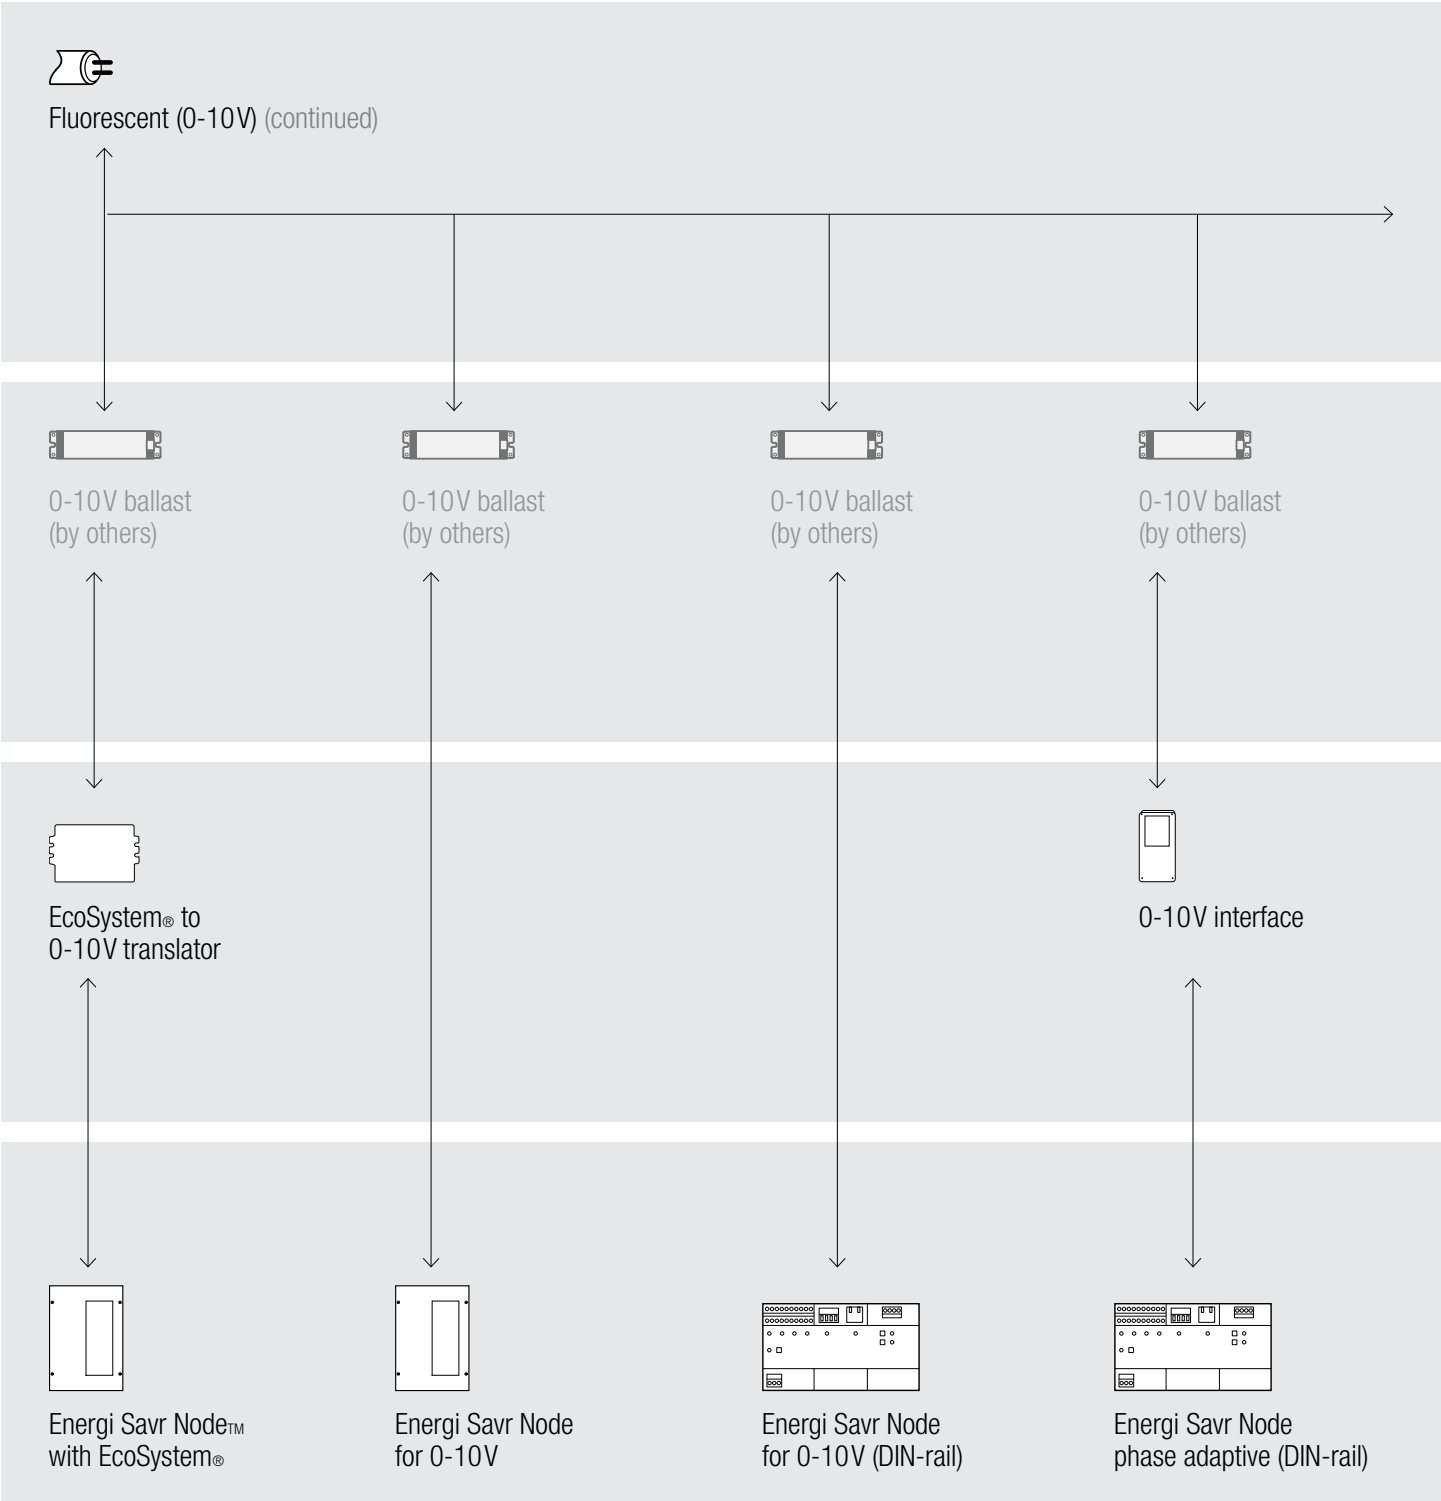 Fluorescent (0-10V) (continued)
0-10V ballast
(by others)
0-10V ballast
(by others)
0-10V ballast
(by others)
0-10V ballast
(by others)
EcoSystem® to
0-10V translator
0-10V interface
Energi Savr Node™
with EcoSystem®
Energi Savr Node
for 0-10V
Energi Savr Node
for 0-10V (DIN-rail)
Energi Savr Node
phase adaptive (DIN-rail)